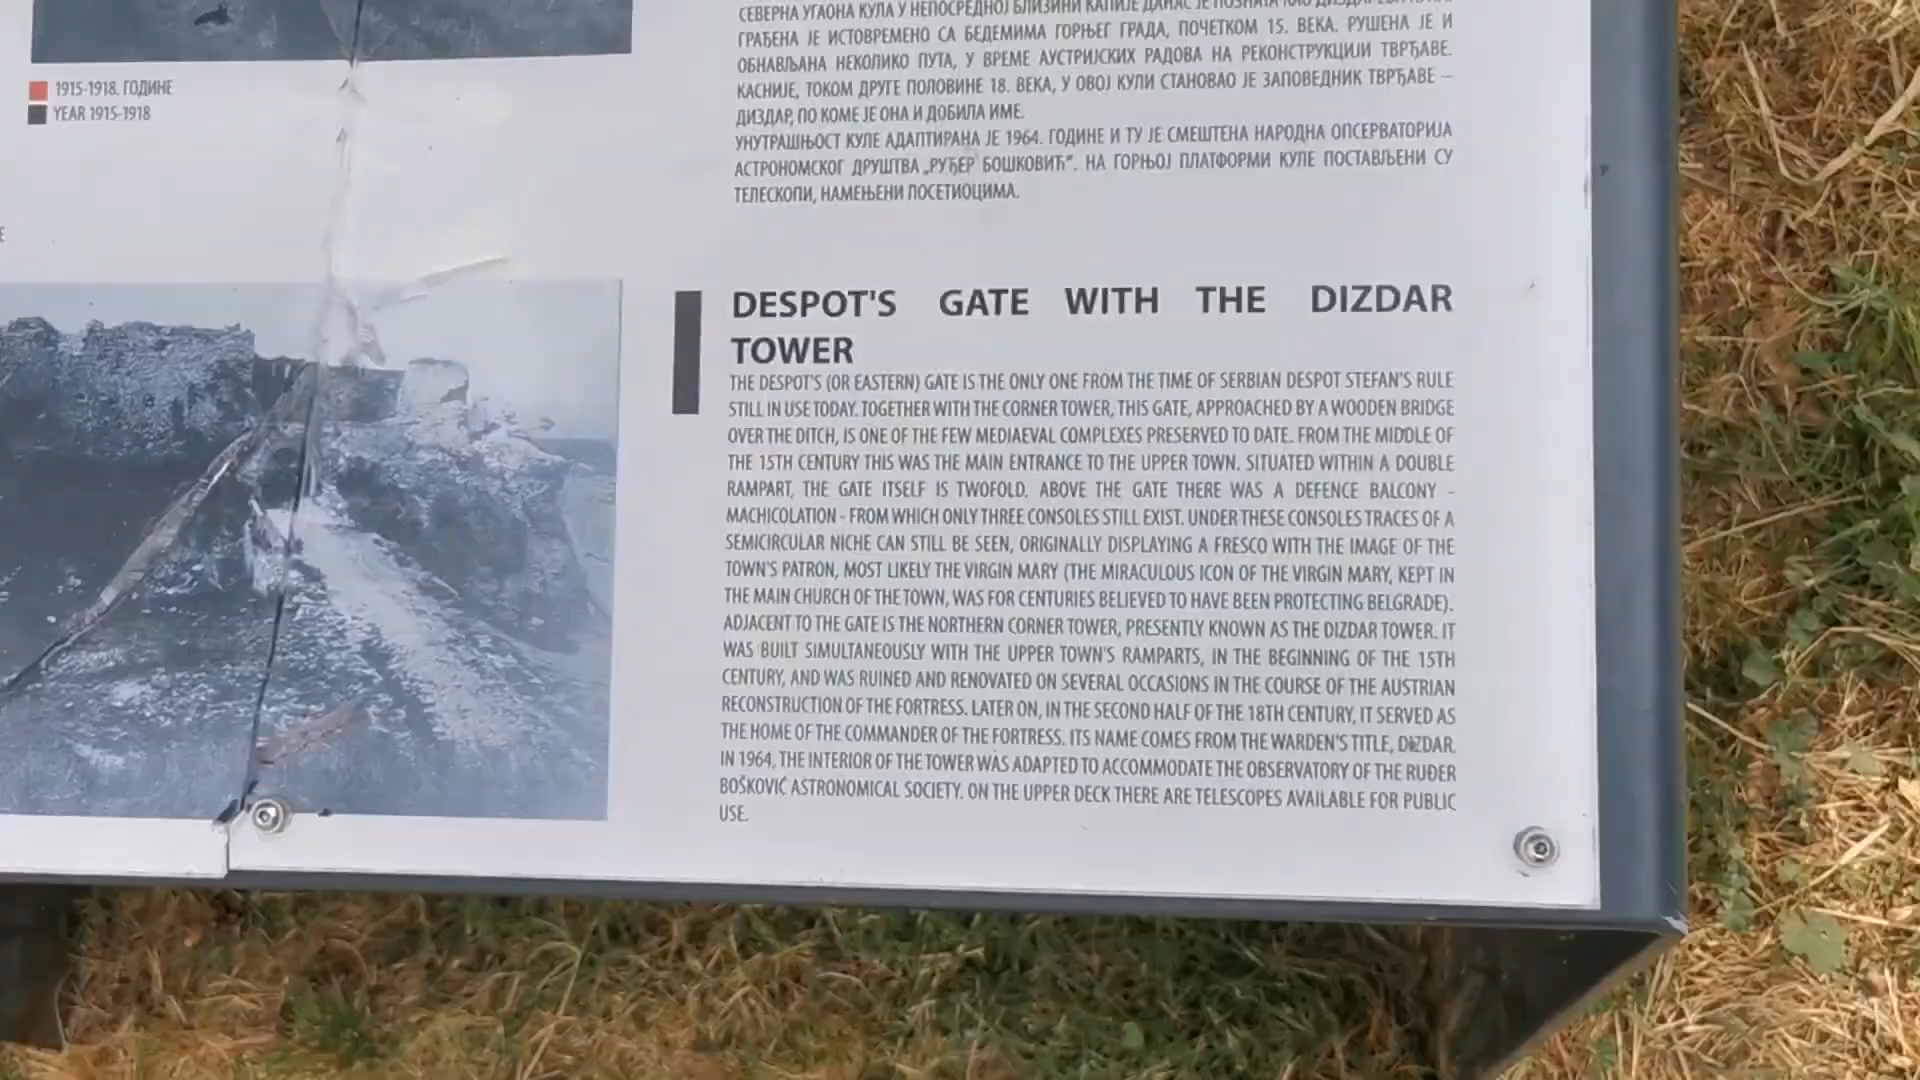 СЕВЕРНА УГАОНА КУЛА У НЕПОСРЕДНОЈ БЛИЗИНИ КАПИЈЕ ДАНАС ЈЕ ПОЗНАТА КАО
ГРАЂЕНА ЈЕ ИСТОВРЕМЕНО СА БЕДЕМИМА ГОРЊЕГ ГРАДА, ПОЧЕТКОМ 15. ВЕКА. РУШЕНА ЈЕ И
ОБНАВЉАНА НЕКОЛИКО ПУТА, У ВРЕМЕ АУСТРИЈСКИХ РАДОВА НА РЕКОНСТРУКЦИЈИ ТВРЂАВЕ.
КАСНИЈЕ, ТОКОМ ДРУГЕ ПОЛОВИНЕ 18. ВЕКА, У ОВОЈ КУЛИ СТАНОВАО ЈЕ ЗАПОВЕДНИК ТВРЂАВЕ –
ДИЗДАР, ПО КОМЕ ЈЕ ОНА И ДОБИЛА ИМЕ.
УНУТРАШЊОСТ КУЛЕ АДАПТИРАНА ЈЕ 1964. ГОДИНЕ И ТУ ЈЕ СМЕШТЕНА НАРОДНА ОПСЕРВАТОРИЈА
АСТРОНОМСКОГ ДРУШТВА „РУЂЕР БОШКОВИЋ“. НА ГОРЊОЈ ПЛАТФОРМИ КУЛЕ ПОСТАВЉЕНИ СУ
ТЕЛЕСКОПИ, НАМЕЊЕНИ ПОСЕТИОЦИМА.
1915-1918. ГОДИНЕ
YEAR 1915-1918
DESPOT'S GATE WITH THE DIZDAR
TOWER
THE DESPOT'S (OR EASTERN) GATE IS THE ONLY ONE FROM THE TIME OF SERBIAN DESPOT STEFAN'S RULE
STILL IN USE TODAY. TOGETHER WITH THE CORNER TOWER, THIS GATE, APPROACHED BY A WOODEN BRIDGE
OVER THE DITCH, IS ONE OF THE FEW MEDIAEVAL COMPLEXES PRESERVED TO DATE. FROM THE MIDDLE OF
THE 15TH CENTURY THIS WAS THE MAIN ENTRANCE TO THE UPPER TOWN. SITUATED WITHIN A DOUBLE
RAMPART, THE GATE ITSELF IS TWOFOLD. ABOVE THE GATE THERE WAS A DEFENCE BALCONY -
MACHICOLATION - FROM WHICH ONLY THREE CONSOLES STILL EXIST. UNDER THESE CONSOLES TRACES OF A
SEMICIRCULAR NICHE CAN STILL BE SEEN, ORIGINALLY DISPLAYING A FRESCO WITH THE IMAGE OF THE
TOWN'S PATRON, MOST LIKELY THE VIRGIN MARY (THE MIRACULOUS ICON OF THE VIRGIN MARY, KEPT IN
THE MAIN CHURCH OF THE TOWN, WAS FOR CENTURIES BELIEVED TO HAVE BEEN PROTECTING BELGRADE).
ADJACENT TO THE GATE IS THE NORTHERN CORNER TOWER, PRESENTLY KNOWN AS THE DIZDAR TOWER. IT
WAS BUILT SIMULTANEOUSLY WITH THE UPPER TOWN'S RAMPARTS, IN THE BEGINNING OF THE 15TH
CENTURY, AND WAS RUINED AND RENOVATED ON SEVERAL OCCASIONS IN THE COURSE OF THE AUSTRIAN
RECONSTRUCTION OF THE FORTRESS. LATER ON, IN THE SECOND HALF OF THE 18TH CENTURY, IT SERVED AS
THE HOME OF THE COMMANDER OF THE FORTRESS. ITS NAME COMES FROM THE WARDEN'S TITLE, DIZDAR.
IN 1964, THE INTERIOR OF THE TOWER WAS ADAPTED TO ACCOMMODATE THE OBSERVATORY OF THE RUĐER
BOŠKOVIĆ ASTRONOMICAL SOCIETY. ON THE UPPER DECK THERE ARE TELESCOPES AVAILABLE FOR PUBLIC
USE.